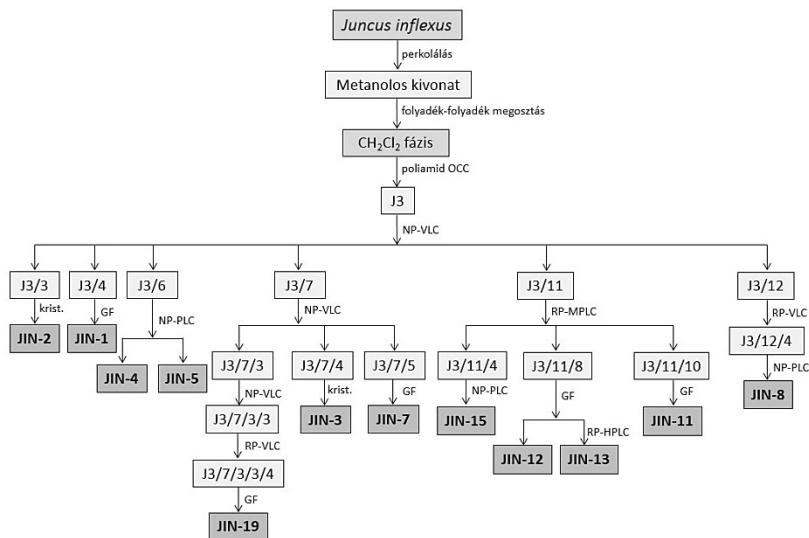 Juncus inflexus
perkolálás
Metanolos kivonat
folyadék-folyadék megosztás
CH₂Cl₂ fázis
poliamid OCC
J3
NP-VLC
J3/3 J3/4 J3/6 J3/7 J3/11 J3/12
krist. GF NP-PLC NP-VLC RP-MPLC RP-VLC
JIN-2 JIN-1 J3/12/4
JIN-4 JIN-5 J3/7/3 J3/7/4 J3/7/5 J3/11/4 J3/11/8 J3/11/10 NP-PLC
NP-VLC krist. GF NP-PLC GF GF JIN-8
J3/7/3/3 JIN-3 JIN-7 JIN-15 JIN-11
RP-VLC RP-HPLC
J3/7/3/3/4 JIN-12 JIN-13
GF
JIN-19